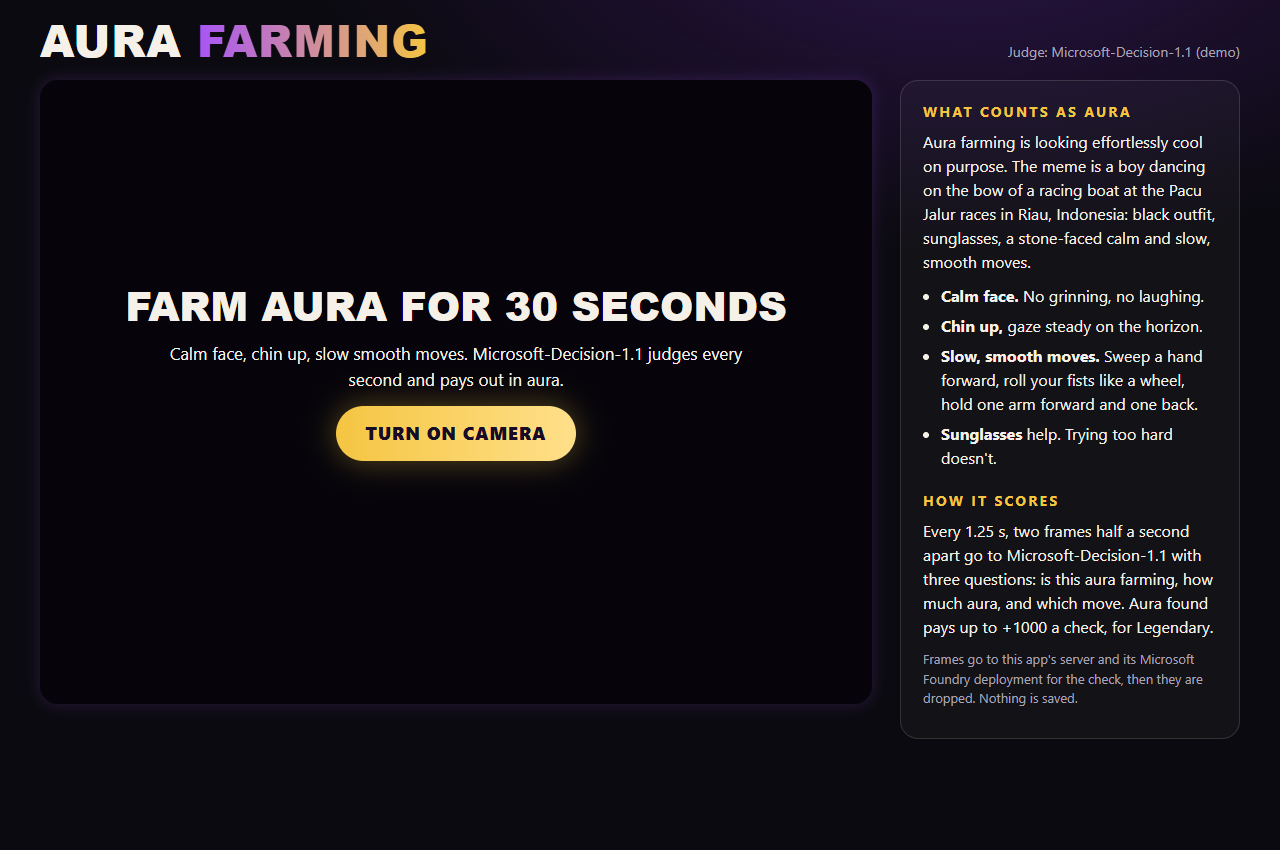 AURA FARMING
Judge: Microsoft-Decision-1.1 (demo)
FARM AURA FOR 30 SECONDS
Calm face, chin up, slow smooth moves. Microsoft-Decision-1.1 judges every
second and pays out in aura.
TURN ON CAMERA
WHAT COUNTS AS AURA
Aura farming is looking effortlessly cool
on purpose. The meme is a boy dancing
on the bow of a racing boat at the Pacu
Jalur races in Riau, Indonesia: black outfit,
sunglasses, a stone-faced calm and slow,
smooth moves.
• Calm face. No grinning, no laughing.
• Chin up, gaze steady on the horizon.
• Slow, smooth moves. Sweep a hand
forward, roll your fists like a wheel,
hold one arm forward and one back.
• Sunglasses help. Trying too hard
doesn't.
HOW IT SCORES
Every 1.25 s, two frames half a second
apart go to Microsoft-Decision-1.1 with
three questions: is this aura farming, how
much aura, and which move. Aura found
pays up to +1000 a check, for Legendary.
Frames go to this app's server and its Microsoft
Foundry deployment for the check, then they are
dropped. Nothing is saved.